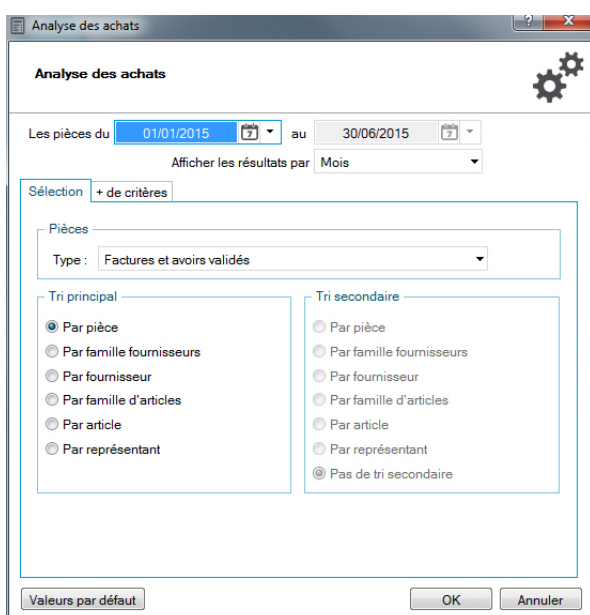 Analyse des achats
?
X
Analyse des achats
Les pièces du 01/01/2015 7 au 30/06/2015 7
Afficher les résultats par Mois
Sélection + de critères
Pièces
Type : Factures et avoirs validés
Tri principal
Par pièce
Par famille fournisseurs
Par fournisseur
Par famille d'articles
Par article
Par représentant
Tri secondaire
Par pièce
Par famille fournisseurs
Par fournisseur
Par famille d'articles
Par article
Par représentant
Pas de tri secondaire
Valeurs par défaut OK Annuler